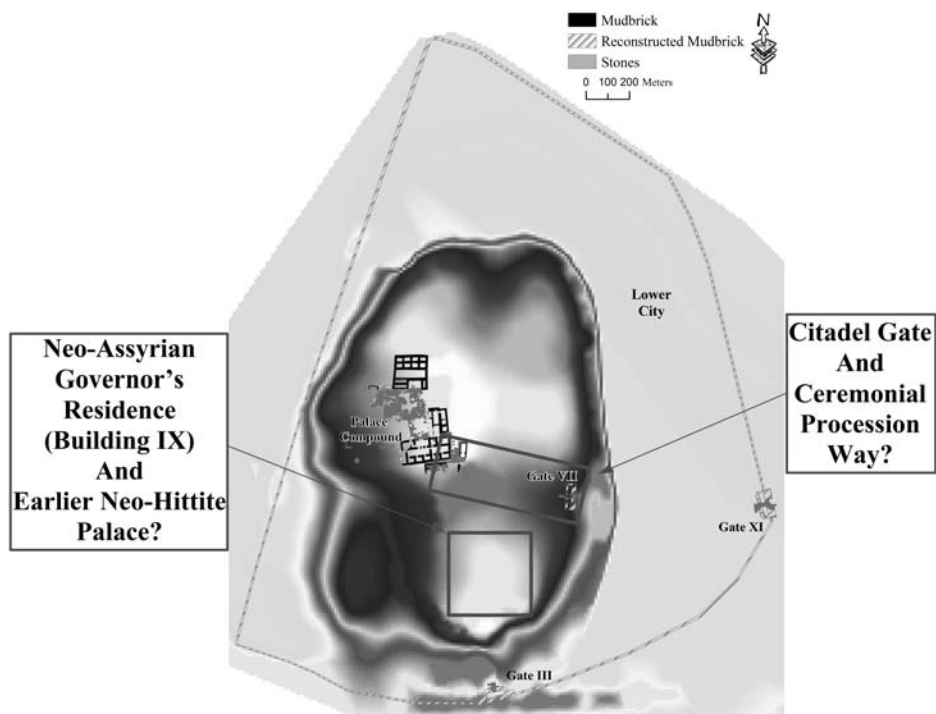 N
Mudbrick
Reconstructed Mudbrick
Stones
0 100 200 Meters
Lower
City
Neo-Assyrian
Governor’s
Residence
(Building IX)
And
Earlier Neo-Hittite
Palace?
Citadel Gate
And
Ceremonial
Procession
Way?
Palace
Compound
Gate VII
Gate XI
Gate III